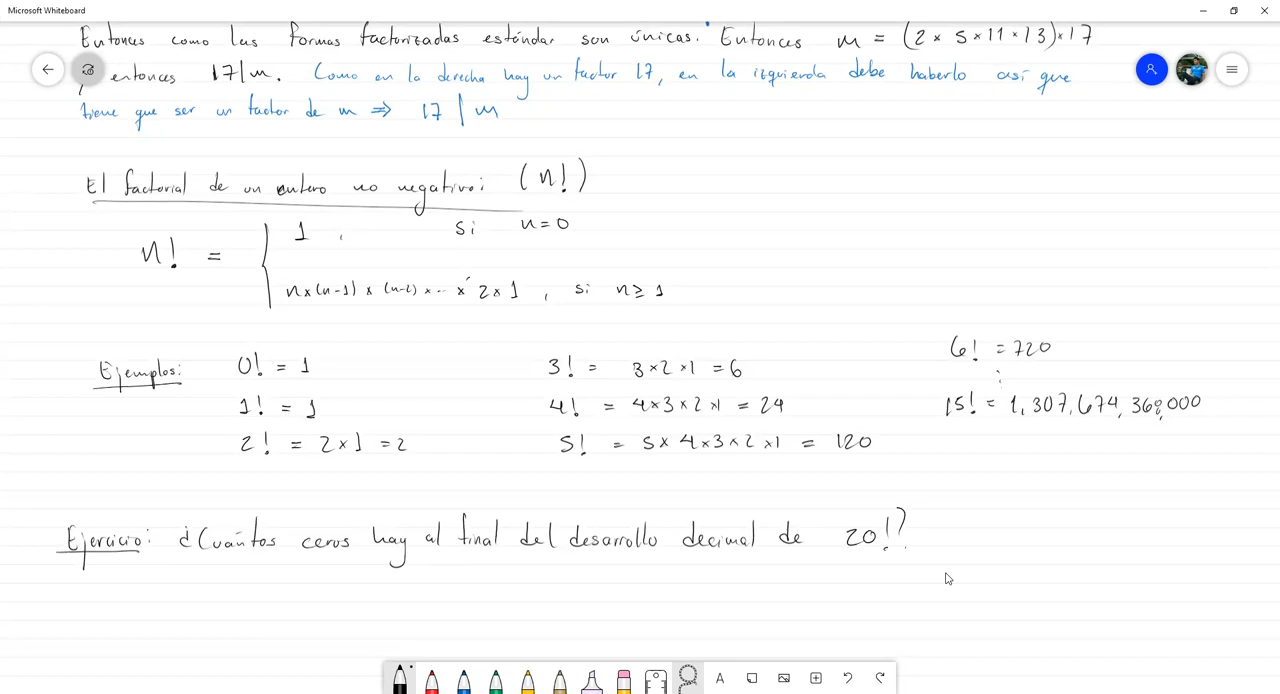 Microsoft Whiteboard
Entonces como las formas factorizadas estándar son únicas. Entonces m = (2 × 5 × 11 × 13) × 17
y entonces 17|m. Como en la derecha hay un factor 17, en la izquierda debe haberlo así que
tiene que ser un factor de m ⇒ 17 | m
El factorial de un entero no negativo: (n!)
n! = { 1 , si n = 0
n×(n-1) × (n-2) × ... × 2 × 1 , si n ≥ 1
Ejemplos: 0! = 1
1! = 1
2! = 2 × 1 = 2
3! = 3 × 2 × 1 = 6
4! = 4 × 3 × 2 × 1 = 24
5! = 5 × 4 × 3 × 2 × 1 = 120
6! = 720
⋮
15! = 1,307,674,368,000
Ejercicio: ¿Cuántos ceros hay al final del desarrollo decimal de 20!?